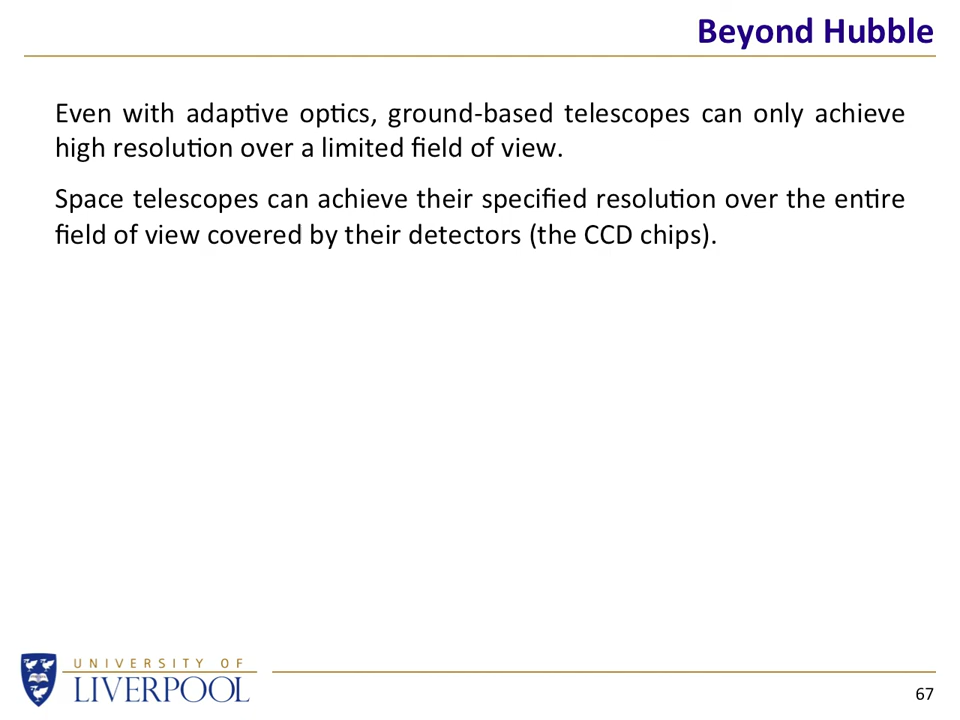 Beyond Hubble
Even with adaptive optics, ground-based telescopes can only achieve
high resolution over a limited field of view.
Space telescopes can achieve their specified resolution over the entire
field of view covered by their detectors (the CCD chips).
UNIVERSITY OF
LIVERPOOL
67